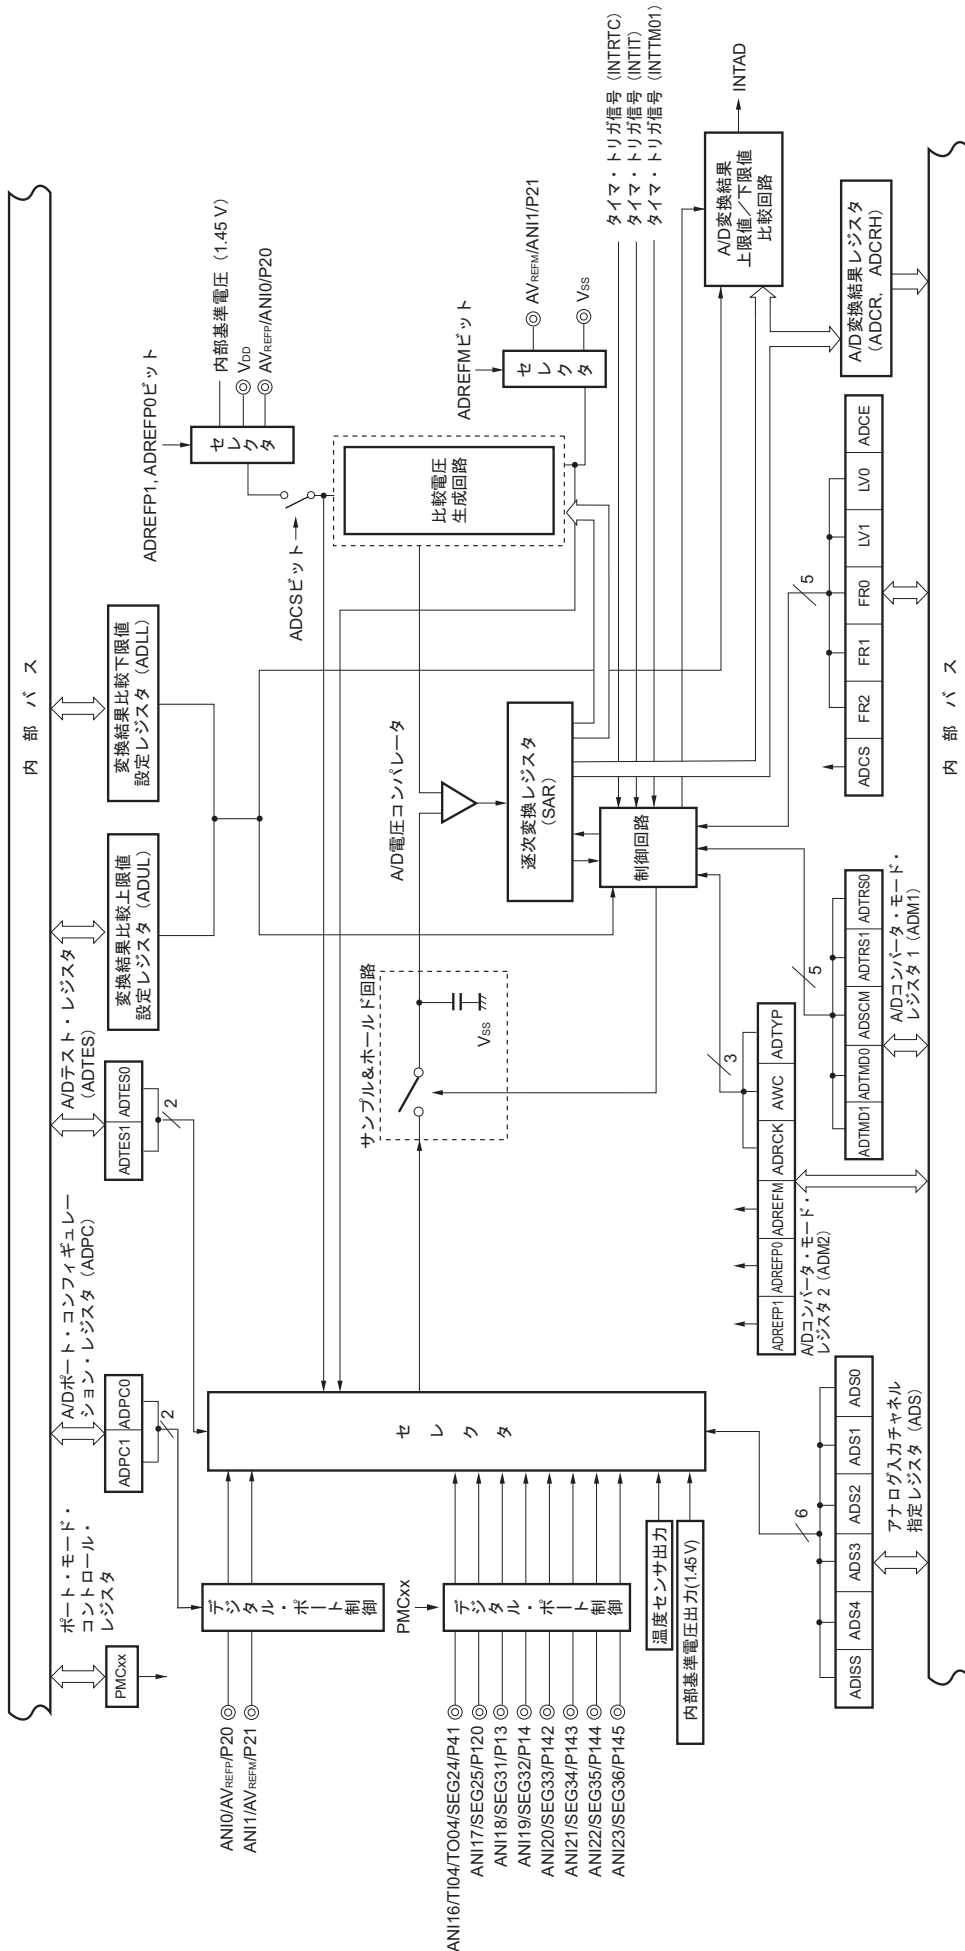 内部バス
ポート・モード・
コントロール・
レジスタ
PMCxx
A/Dポート・コンフィギュレー
ション・レジスタ（ADPC）
ADPC1
ADPC0
2
A/Dテスト・レジスタ
（ADTES）
ADTES1
ADTES0
2
変換結果比較上限値
設定レジスタ（ADUL）
変換結果比較下限値
設定レジスタ（ADLL）
ADREFP1, ADREFP0ビット
内部基準電圧（1.45 V）
VDD
AVREFP/ANI0/P20
セレクタ
ADCSビット
ANI0/AVREFP/P20
ANI1/AVREFM/P21
デジタル・ポート制御
PMCxx
ANI16/TI04/TO04/SEG24/P41
ANI17/SEG25/P120
ANI18/SEG31/P13
ANI19/SEG32/P14
ANI20/SEG33/P142
ANI21/SEG34/P143
ANI22/SEG35/P144
ANI23/SEG36/P145
デジタル・ポート制御
温度センサ出力
内部基準電圧出力(1.45 V)
セレクタ
サンプル&ホールド回路
VSS
A/D電圧コンパレータ
比較電圧
生成回路
ADREFMビット
セレクタ
AVREFM/ANI1/P21
VSS
逐次変換レジスタ
(SAR)
制御回路
タイマ・トリガ信号（INTRTC）
タイマ・トリガ信号（INTIT）
タイマ・トリガ信号（INTTM01）
A/D変換結果
上限値／下限値
比較回路
INTAD
A/D変換結果レジスタ
（ADCR, ADCRH）
6
ADISS
ADS4
ADS3
ADS2
ADS1
ADS0
アナログ入力チャネル
指定レジスタ（ADS）
3
ADREFP1
ADREFP0
ADREFM
ADRCK
AWC
ADTYP
A/Dコンバータ・モード・
レジスタ 2（ADM2）
5
ADTMD1
ADTMD0
ADSCM
ADTRS1
ADTRS0
A/Dコンバータ・モード・
レジスタ 1（ADM1）
5
ADCS
FR2
FR1
FR0
LV1
LV0
ADCE
内部バス